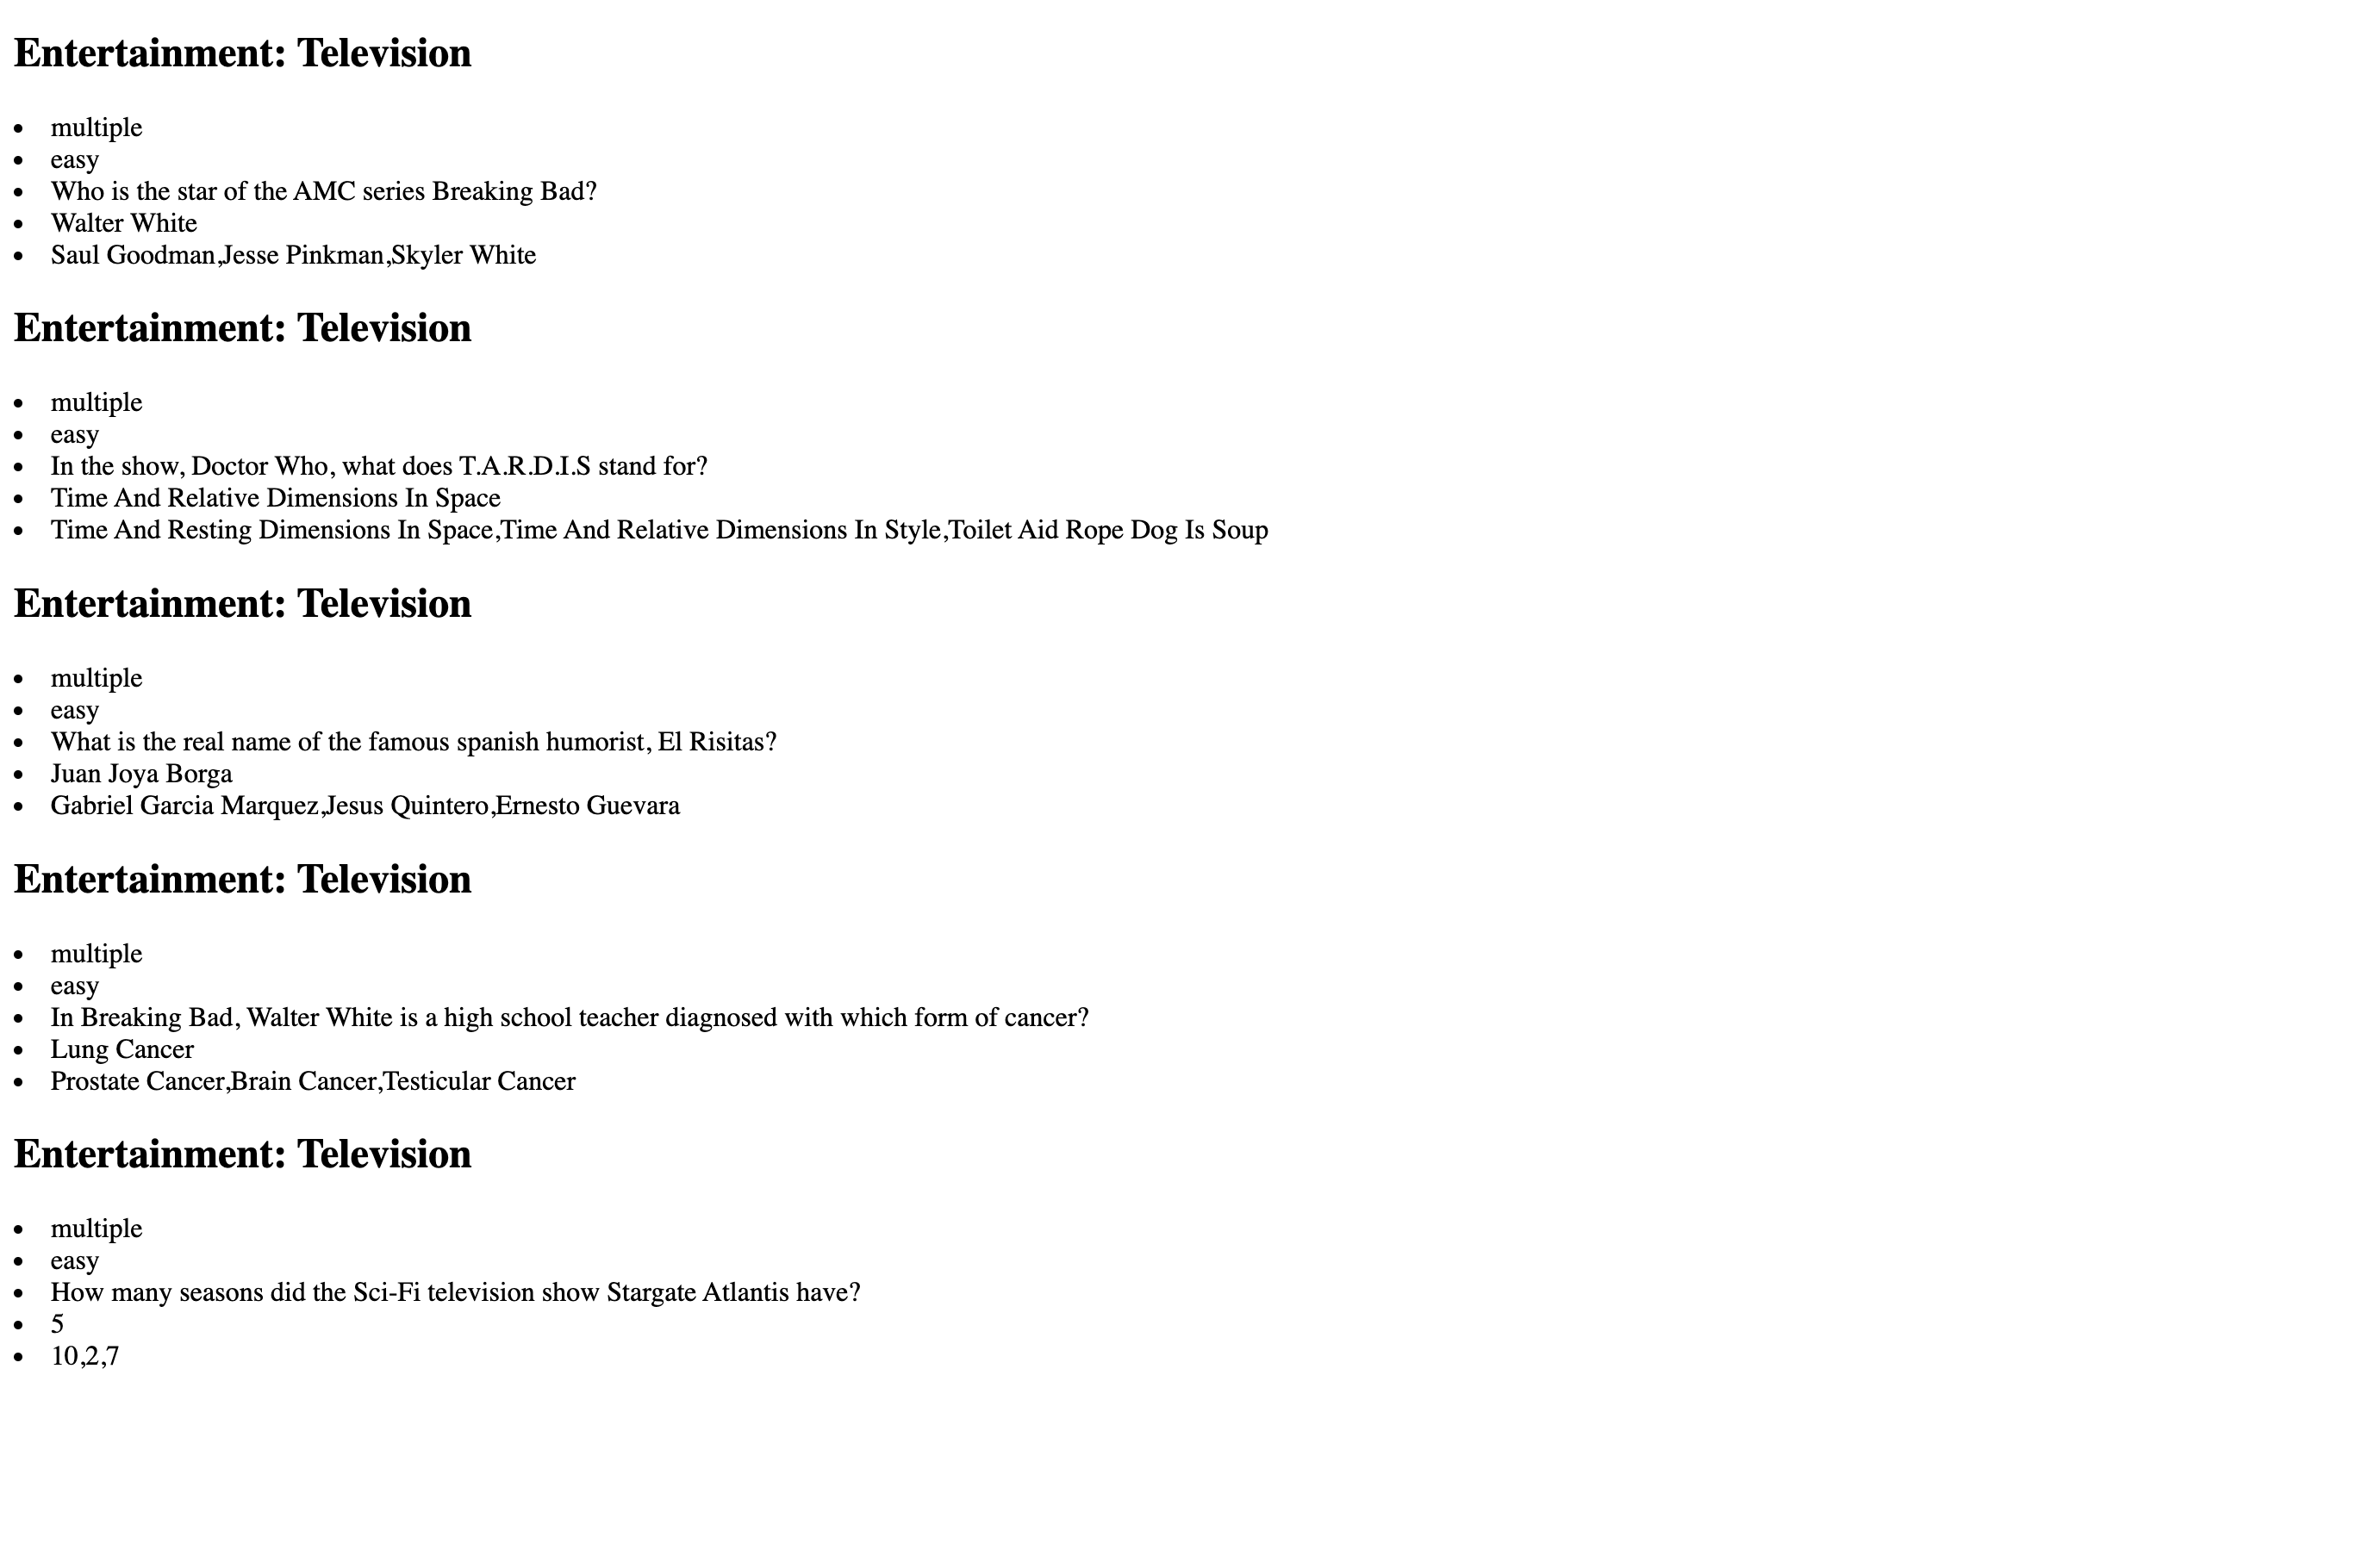 Entertainment: Television
multiple
easy
Who is the star of the AMC series Breaking Bad?
Walter White
Saul Goodman,Jesse Pinkman,Skyler White
Entertainment: Television
multiple
easy
In the show, Doctor Who, what does T.A.R.D.I.S stand for?
Time And Relative Dimensions In Space
Time And Resting Dimensions In Space,Time And Relative Dimensions In Style,Toilet Aid Rope Dog Is Soup
Entertainment: Television
multiple
easy
What is the real name of the famous spanish humorist, El Risitas?
Juan Joya Borga
Gabriel Garcia Marquez,Jesus Quintero,Ernesto Guevara
Entertainment: Television
multiple
easy
In Breaking Bad, Walter White is a high school teacher diagnosed with which form of cancer?
Lung Cancer
Prostate Cancer,Brain Cancer,Testicular Cancer
Entertainment: Television
multiple
easy
How many seasons did the Sci-Fi television show Stargate Atlantis have?
5
10,2,7